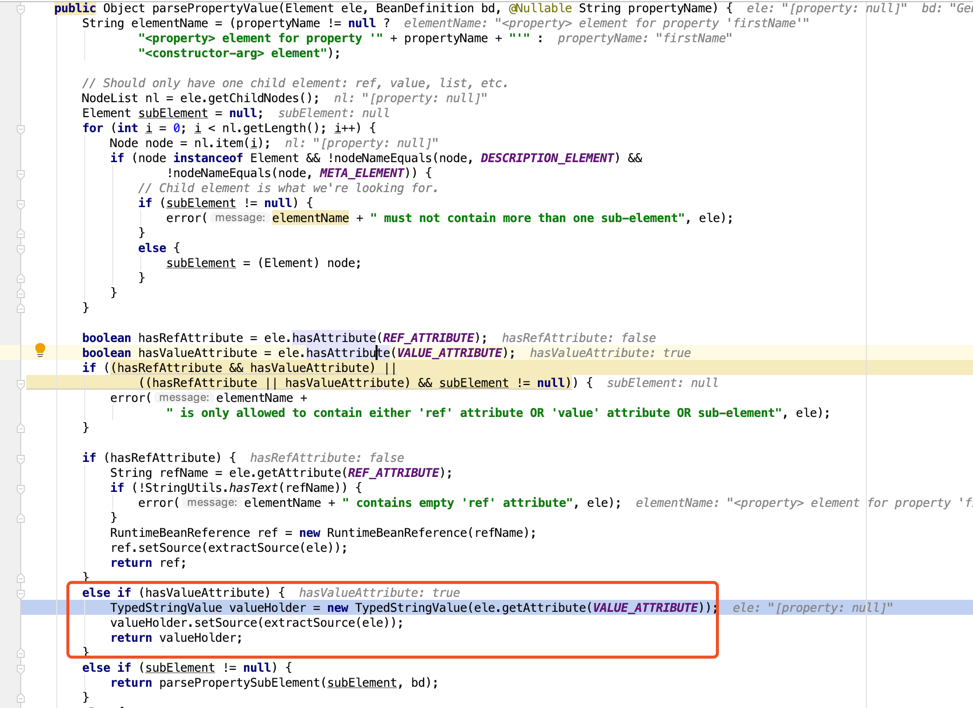 public Object parsePropertyValue(Element ele, BeanDefinition bd, @Nullable String propertyName) {  ele: "[property: null]"  bd: "Gen
    String elementName = (propertyName != null ?  elementName: "<property> element for property 'firstName'"
            "<property> element for property '" + propertyName + "'" :  propertyName: "firstName"
            "<constructor-arg> element");
    // Should only have one child element: ref, value, list, etc.
    NodeList nl = ele.getChildNodes();  nl: "[property: null]"
    Element subElement = null;  subElement: null
    for (int i = 0; i < nl.getLength(); i++) {
        Node node = nl.item(i);  nl: "[property: null]"
        if (node instanceof Element && !nodeNameEquals(node, DESCRIPTION_ELEMENT) &&
                !nodeNameEquals(node, META_ELEMENT)) {
            // Child element is what we're looking for.
            if (subElement != null) {
                error( message: elementName + " must not contain more than one sub-element", ele);
            }
            else {
                subElement = (Element) node;
            }
        }
    }
    boolean hasRefAttribute = ele.hasAttribute(REF_ATTRIBUTE);  hasRefAttribute: false
    boolean hasValueAttribute = ele.hasAttribute(VALUE_ATTRIBUTE);  hasValueAttribute: true
    if ((hasRefAttribute && hasValueAttribute) ||
            ((hasRefAttribute || hasValueAttribute) && subElement != null)) {  subElement: null
        error( message: elementName +
                " is only allowed to contain either 'ref' attribute OR 'value' attribute OR sub-element", ele);
    }
    if (hasRefAttribute) {  hasRefAttribute: false
        String refName = ele.getAttribute(REF_ATTRIBUTE);
        if (!StringUtils.hasText(refName)) {
            error( message: elementName + " contains empty 'ref' attribute", ele);  elementName: "<property> element for property 'fi
        }
        RuntimeBeanReference ref = new RuntimeBeanReference(refName);
        ref.setSource(extractSource(ele));
        return ref;
    }
    else if (hasValueAttribute) {  hasValueAttribute: true
        TypedStringValue valueHolder = new TypedStringValue(ele.getAttribute(VALUE_ATTRIBUTE));  ele: "[property: null]"
        valueHolder.setSource(extractSource(ele));
        return valueHolder;
    }
    else if (subElement != null) {
        return parsePropertySubElement(subElement, bd);
    }